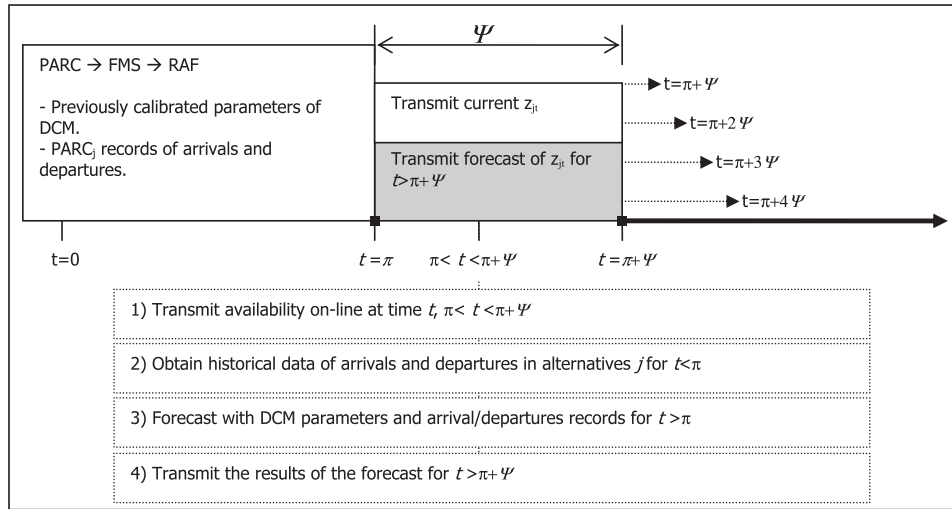 Ψ
PARC → FMS → RAF
- Previously calibrated parameters of
DCM.
- PARCj records of arrivals and
departures.
Transmit current zjt
Transmit forecast of zjt for
t>π+Ψ
t=π+Ψ
t=π+2Ψ
t=π+3Ψ
t=π+4Ψ
t=0
t=π
π< t<π+Ψ
t=π+Ψ
1) Transmit availability on-line at time t, π< t<π+Ψ
2) Obtain historical data of arrivals and departures in alternatives j for t<π
3) Forecast with DCM parameters and arrival/departures records for t>π
4) Transmit the results of the forecast for t>π+Ψ